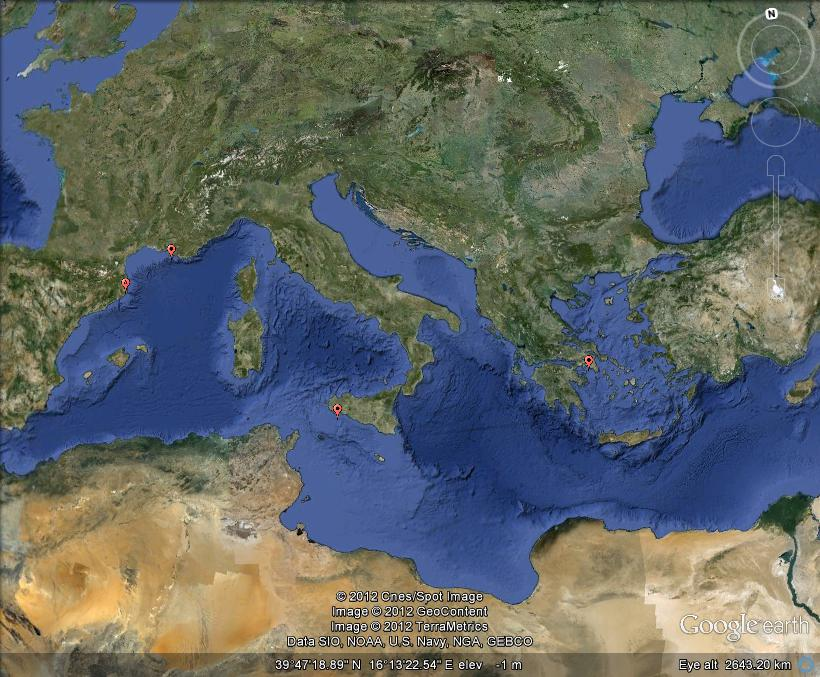 N
© 2012 Cnes/Spot Image
Image © 2012 GeoContent
Image © 2012 TerraMetrics
Data SIO, NOAA, U.S. Navy, NGA, GEBCO
Google earth
39°47'18.89" N 16°13'22.54" E elev -1 m
Eye alt 2643.20 km